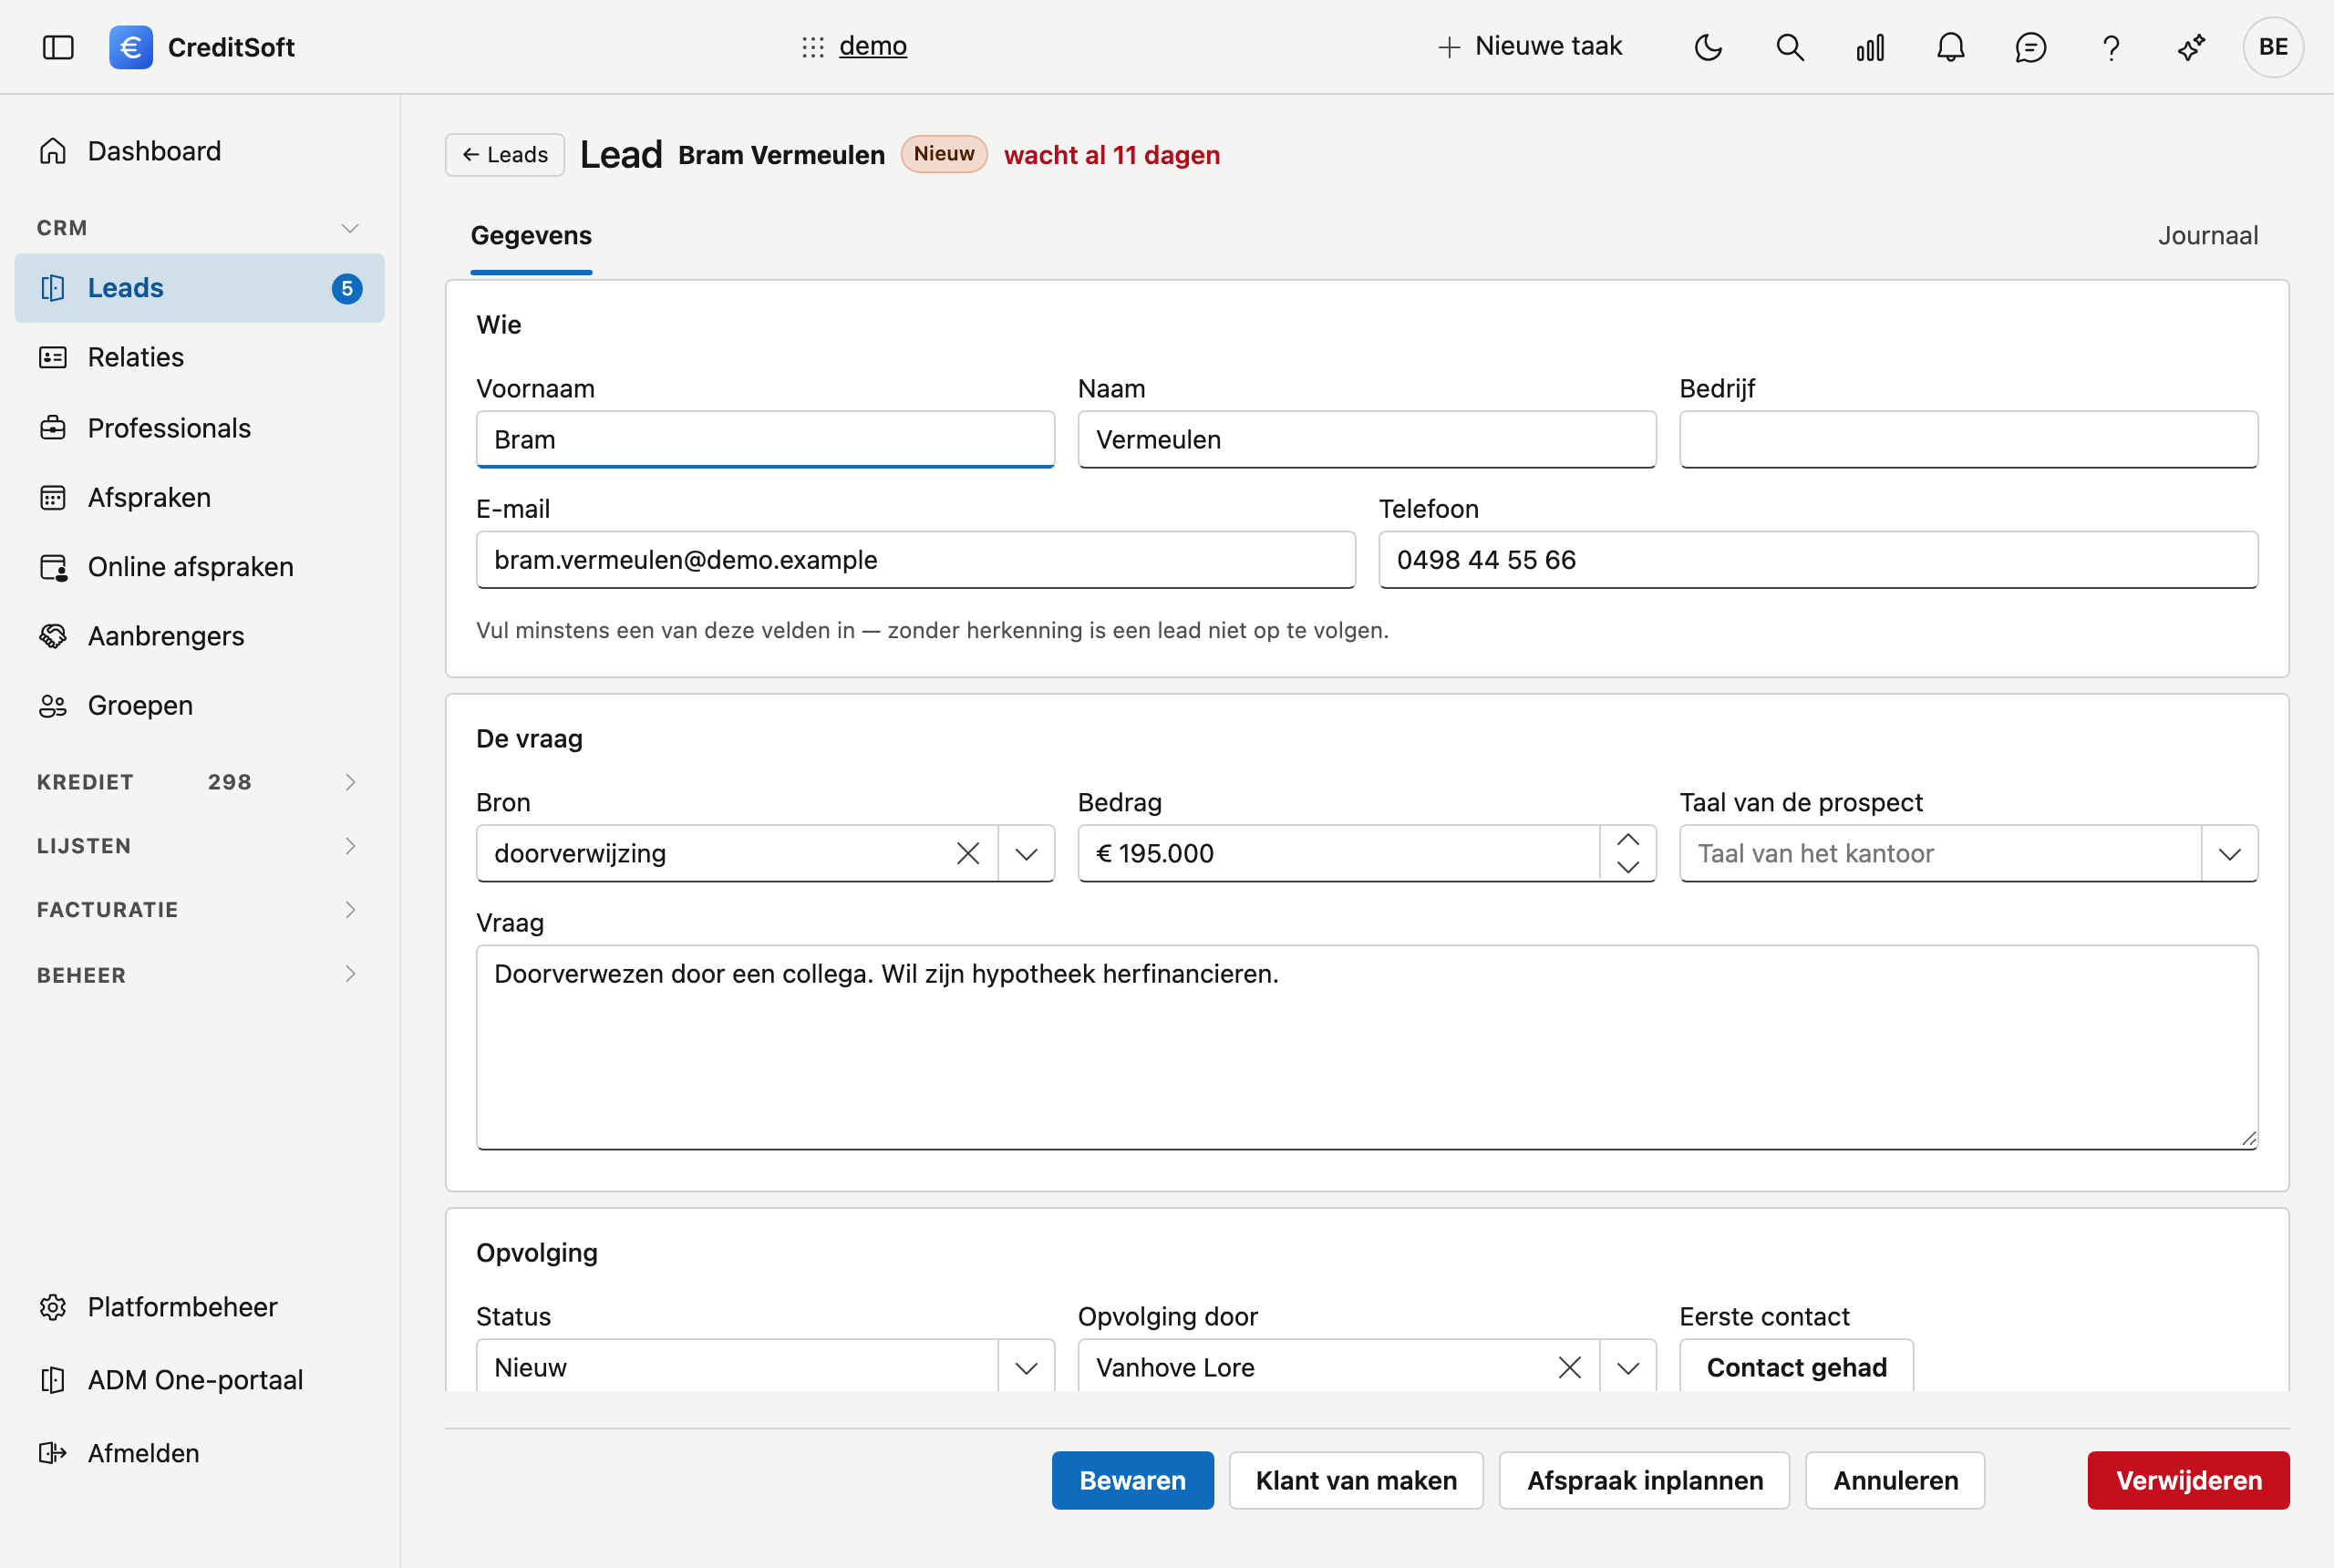 CreditSoft
demo
Nieuwe taak
BE
Dashboard
CRM
Leads 5
Relaties
Professionals
Afspraken
Online afspraken
Aanbrengers
Groepen
KREDIET 298
LIJSTEN
FACTURATIE
BEHEER
Platformbeheer
ADM One-portaal
Afmelden
← Leads Lead Bram Vermeulen Nieuw wacht al 11 dagen
Gegevens Journaal
Wie
Voornaam Naam Bedrijf
Bram Vermeulen
E-mail Telefoon
bram.vermeulen@demo.example 0498 44 55 66
Vul minstens een van deze velden in — zonder herkenning is een lead niet op te volgen.
De vraag
Bron Bedrag Taal van de prospect
doorverwijzing € 195.000 Taal van het kantoor
Vraag
Doorverwezen door een collega. Wil zijn hypotheek herfinancieren.
Opvolging
Status Opvolging door Eerste contact
Nieuw Vanhove Lore Contact gehad
Bewaren Klant van maken Afspraak inplannen Annuleren Verwijderen